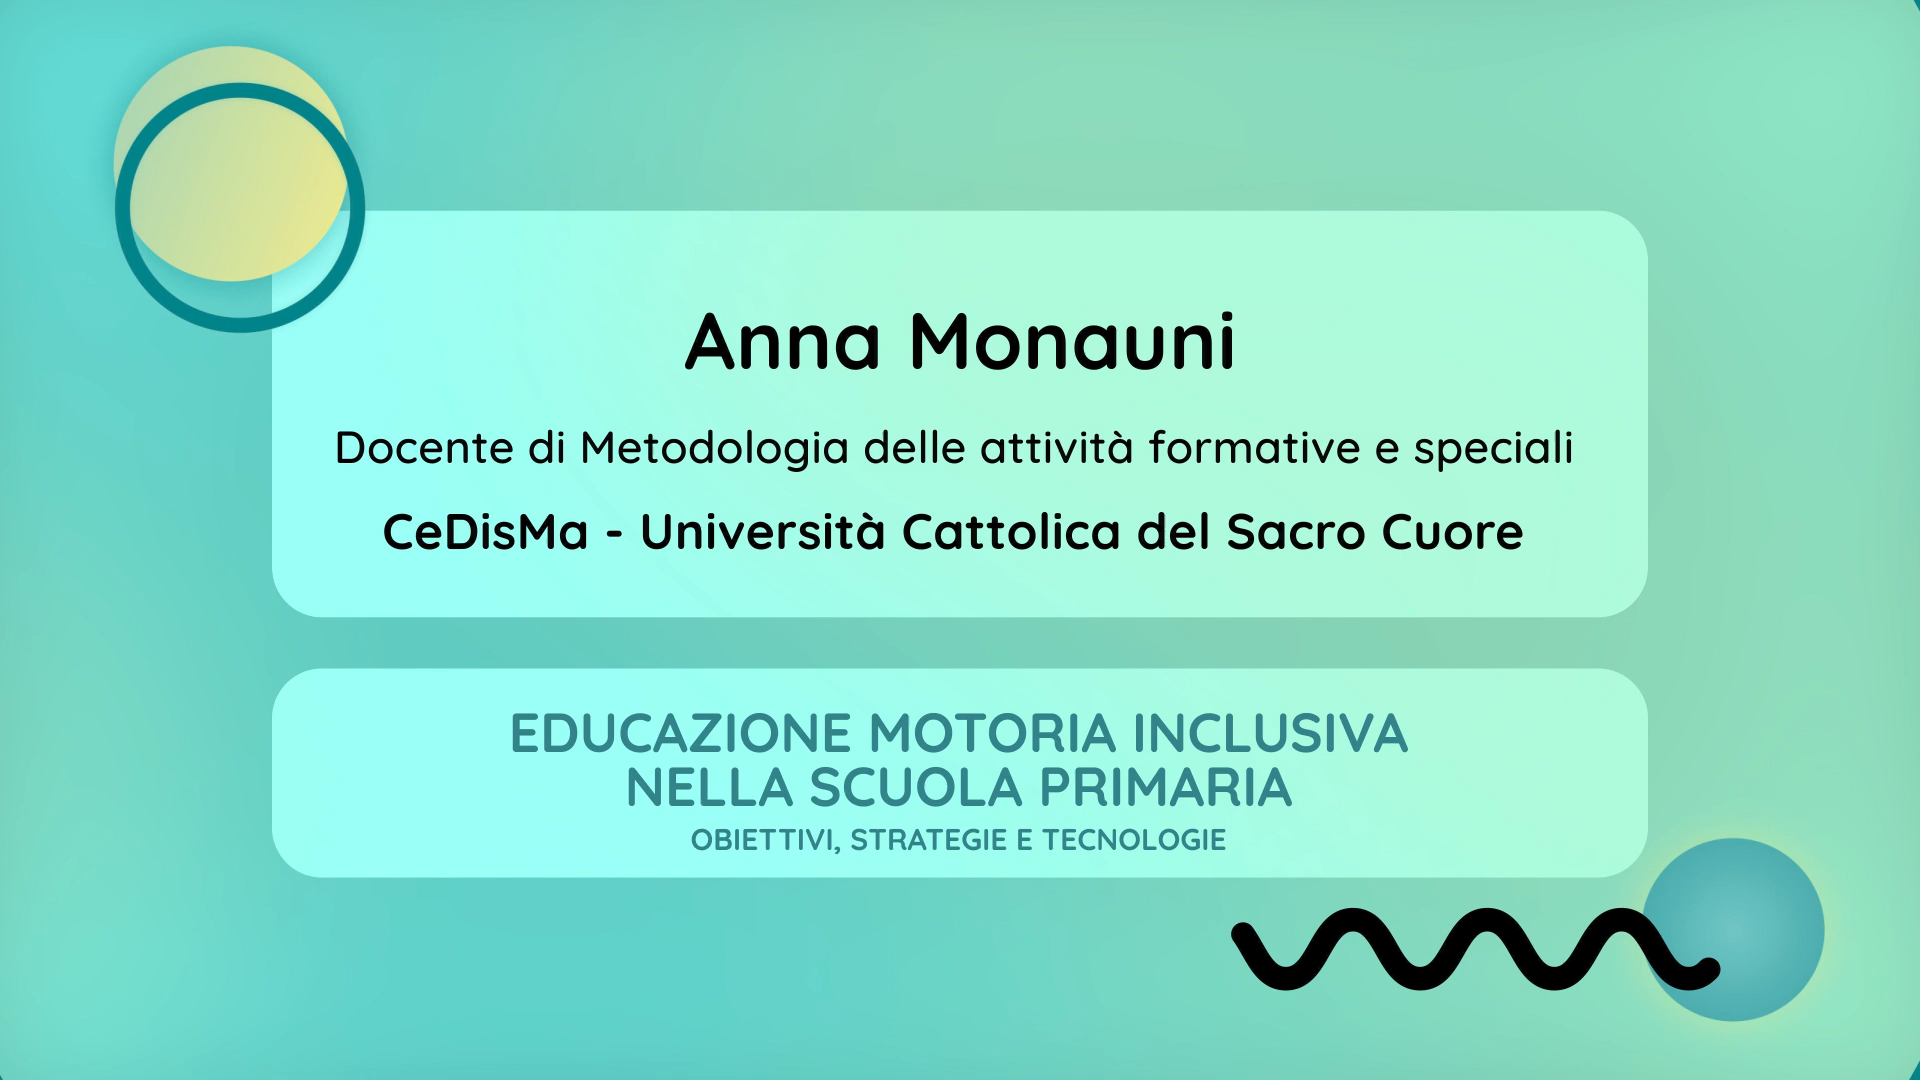 Anna Monauni
Docente di Metodologia delle attività formative e speciali
CeDisMa - Università Cattolica del Sacro Cuore
EDUCAZIONE MOTORIA INCLUSIVA
NELLA SCUOLA PRIMARIA
OBIETTIVI, STRATEGIE E TECNOLOGIE